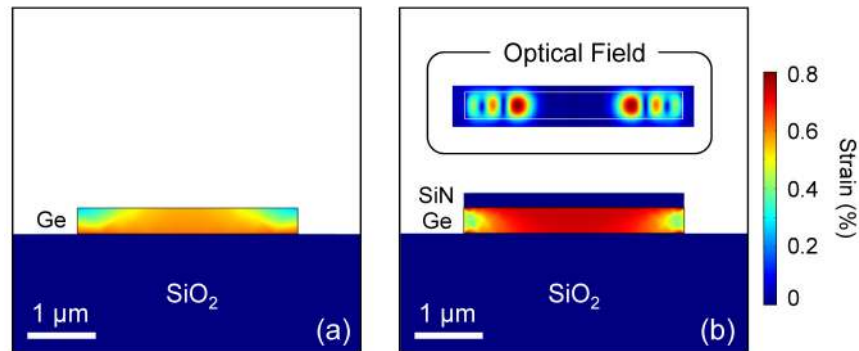 Ge
SiO₂
1 μm
(a)
Optical Field
SiN
Ge
SiO₂
1 μm
(b)
0.8
0.6
0.4
0.2
0
Strain (%)